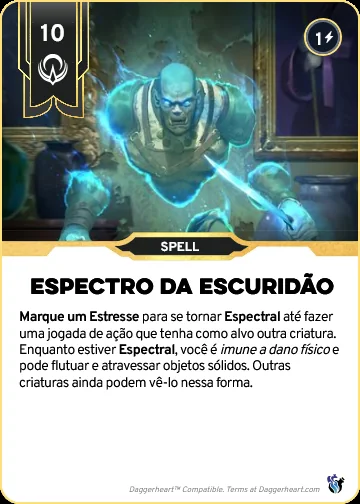 10
1
SPELL
ESPECTRO DA ESCURIDÃO
Marque um Estresse para se tornar Espectral até fazer
uma jogada de ação que tenha como alvo outra criatura.
Enquanto estiver Espectral, você é imune a dano físico e
pode flutuar e atravessar objetos sólidos. Outras
criaturas ainda podem vê-lo nessa forma.
Daggerheart™ Compatible. Terms at Daggerheart.com